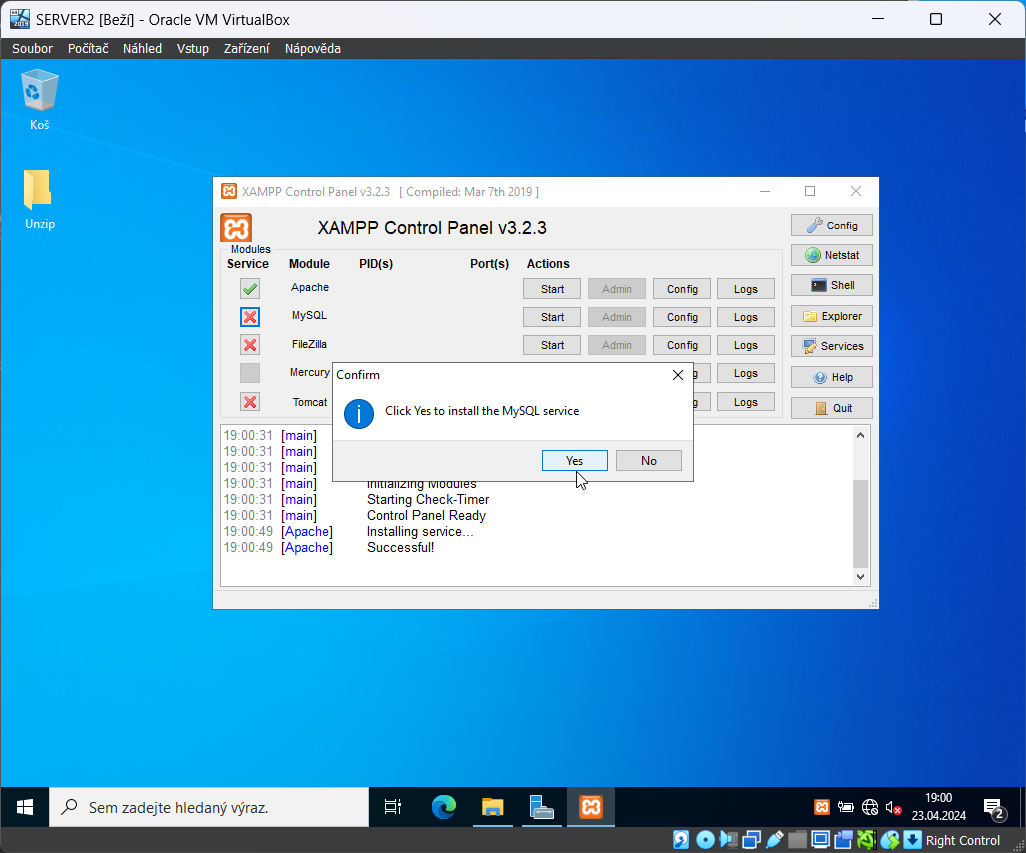 SERVER2 [Beží] - Oracle VM VirtualBox
Soubor Počítač Náhled Vstup Zařízení Nápověda
Koš
Unzip
XAMPP Control Panel v3.2.3 [ Compiled: Mar 7th 2019 ]
XAMPP Control Panel v3.2.3
Config
Modules
Service Module PID(s) Port(s) Actions
Netstat
Apache Start Admin Config Logs
Shell
MySQL Start Admin Config Logs
Explorer
FileZilla Start Admin Config Logs
Services
Mercury Logs
Help
Tomcat Logs
Quit
Confirm
Click Yes to install the MySQL service
Yes No
19:00:31 [main]
19:00:31 [main]
19:00:31 [main]
19:00:31 [main] Initializing Modules
19:00:31 [main] Starting Check-Timer
19:00:31 [main] Control Panel Ready
19:00:49 [Apache] Installing service...
19:00:49 [Apache] Successful!
Sem zadejte hledaný výraz.
19:00
23.04.2024
2
Right Control